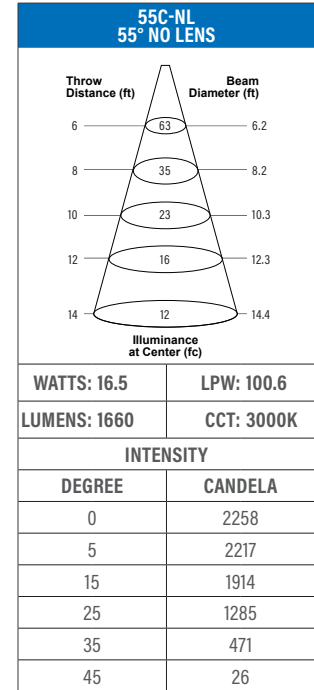 55C-NL
55° NO LENS
Throw Beam
Distance (ft) Diameter (ft)
6 63 6.2
8 35 8.2
10 23 10.3
12 16 12.3
14 12 14.4
Illuminance
at Center (fc)
WATTS: 16.5 LPW: 100.6
LUMENS: 1660 CCT: 3000K
INTENSITY
DEGREE CANDELA
0 2258
5 2217
15 1914
25 1285
35 471
45 26